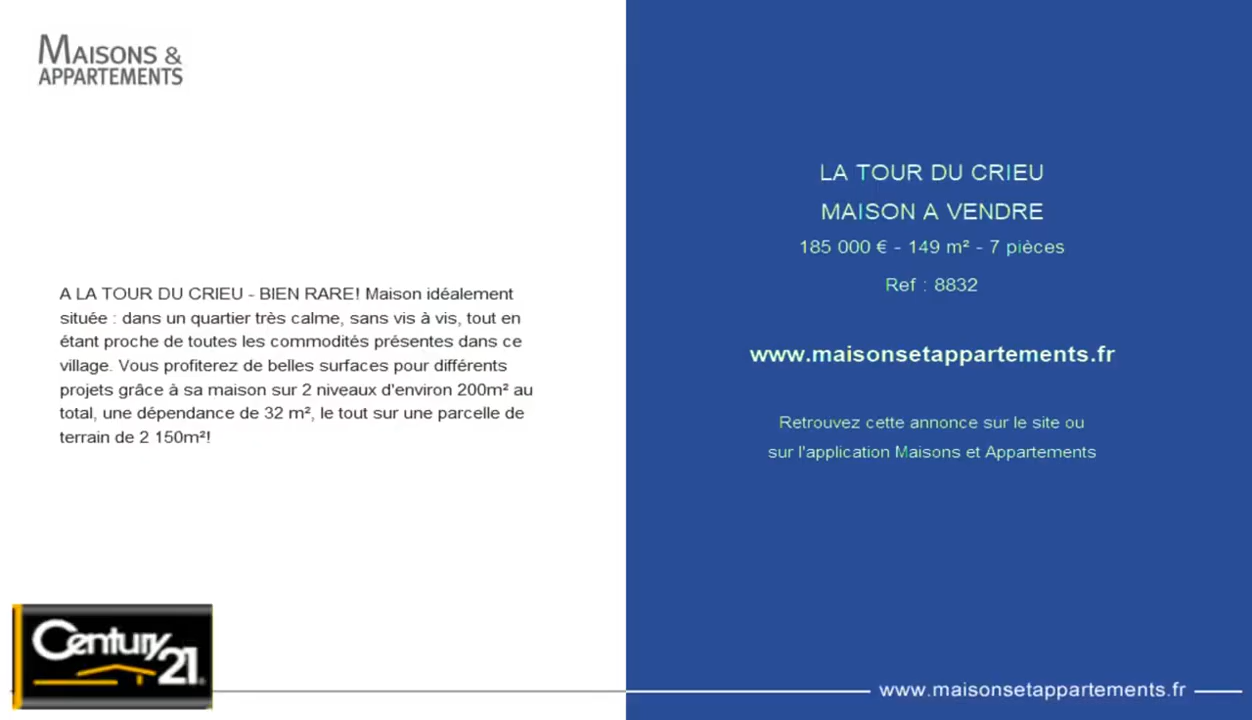 MAISONS &
APPARTEMENTS
A LA TOUR DU CRIEU - BIEN RARE! Maison idéalement
située : dans un quartier très calme, sans vis à vis, tout en
étant proche de toutes les commodités présentes dans ce
village. Vous profiterez de belles surfaces pour différents
projets grâce à sa maison sur 2 niveaux d'environ 200m² au
total, une dépendance de 32 m², le tout sur une parcelle de
terrain de 2 150m²!
Century 21
LA TOUR DU CRIEU
MAISON A VENDRE
185 000 € - 149 m² - 7 pièces
Ref : 8832
www.maisonsetappartements.fr
Retrouvez cette annonce sur le site ou
sur l'application Maisons et Appartements
www.maisonsetappartements.fr